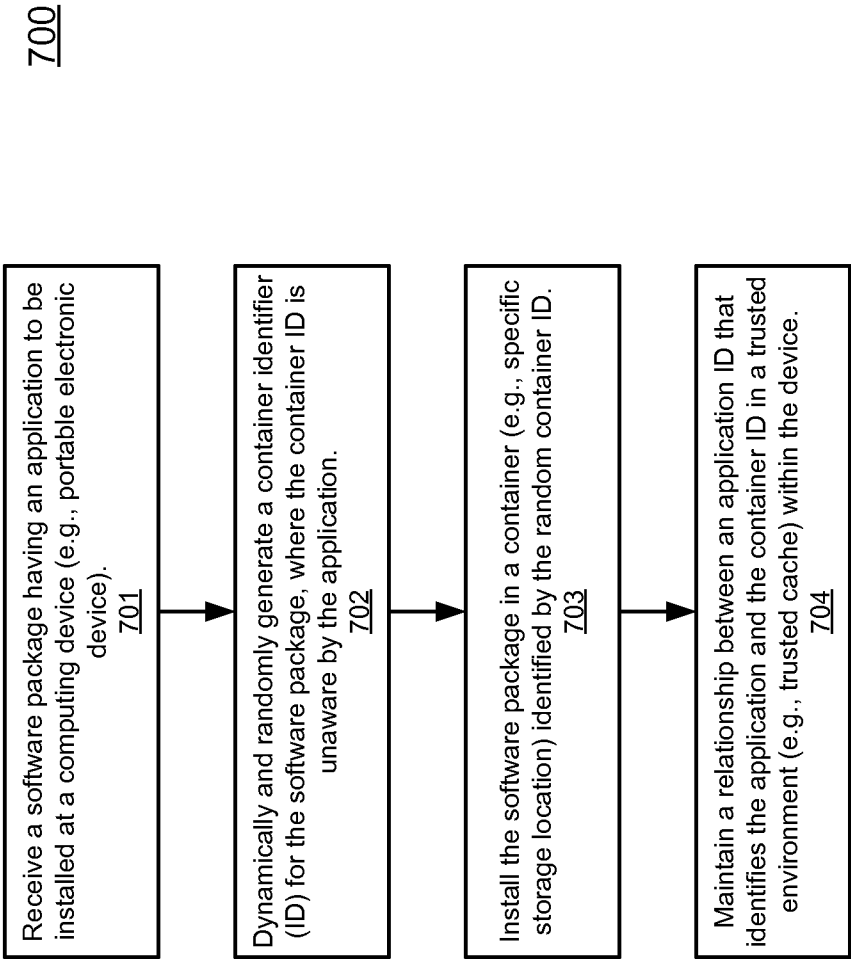 700
Receive a software package having an application to be
installed at a computing device (e.g., portable electronic
device).
701
Dynamically and randomly generate a container identifier
(ID) for the software package, where the container ID is
unaware by the application.
702
Install the software package in a container (e.g., specific
storage location) identified by the random container ID.
703
Maintain a relationship between an application ID that
identifies the application and the container ID in a trusted
environment (e.g., trusted cache) within the device.
704